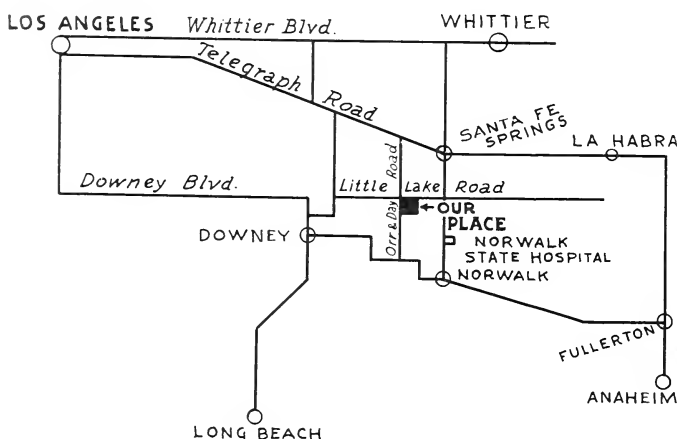 LOS ANGELES
Whittier Blvd.
WHITTIER
Telegraph Road
SANTA FE
SPRINGS
LA HABRA
Downey Blvd.
Little Lake Road
Orr & Day Road
←OUR
PLACE
DOWNEY
NORWALK
STATE HOSPITAL
NORWALK
FULLERTON
ANAHEIM
LONG BEACH